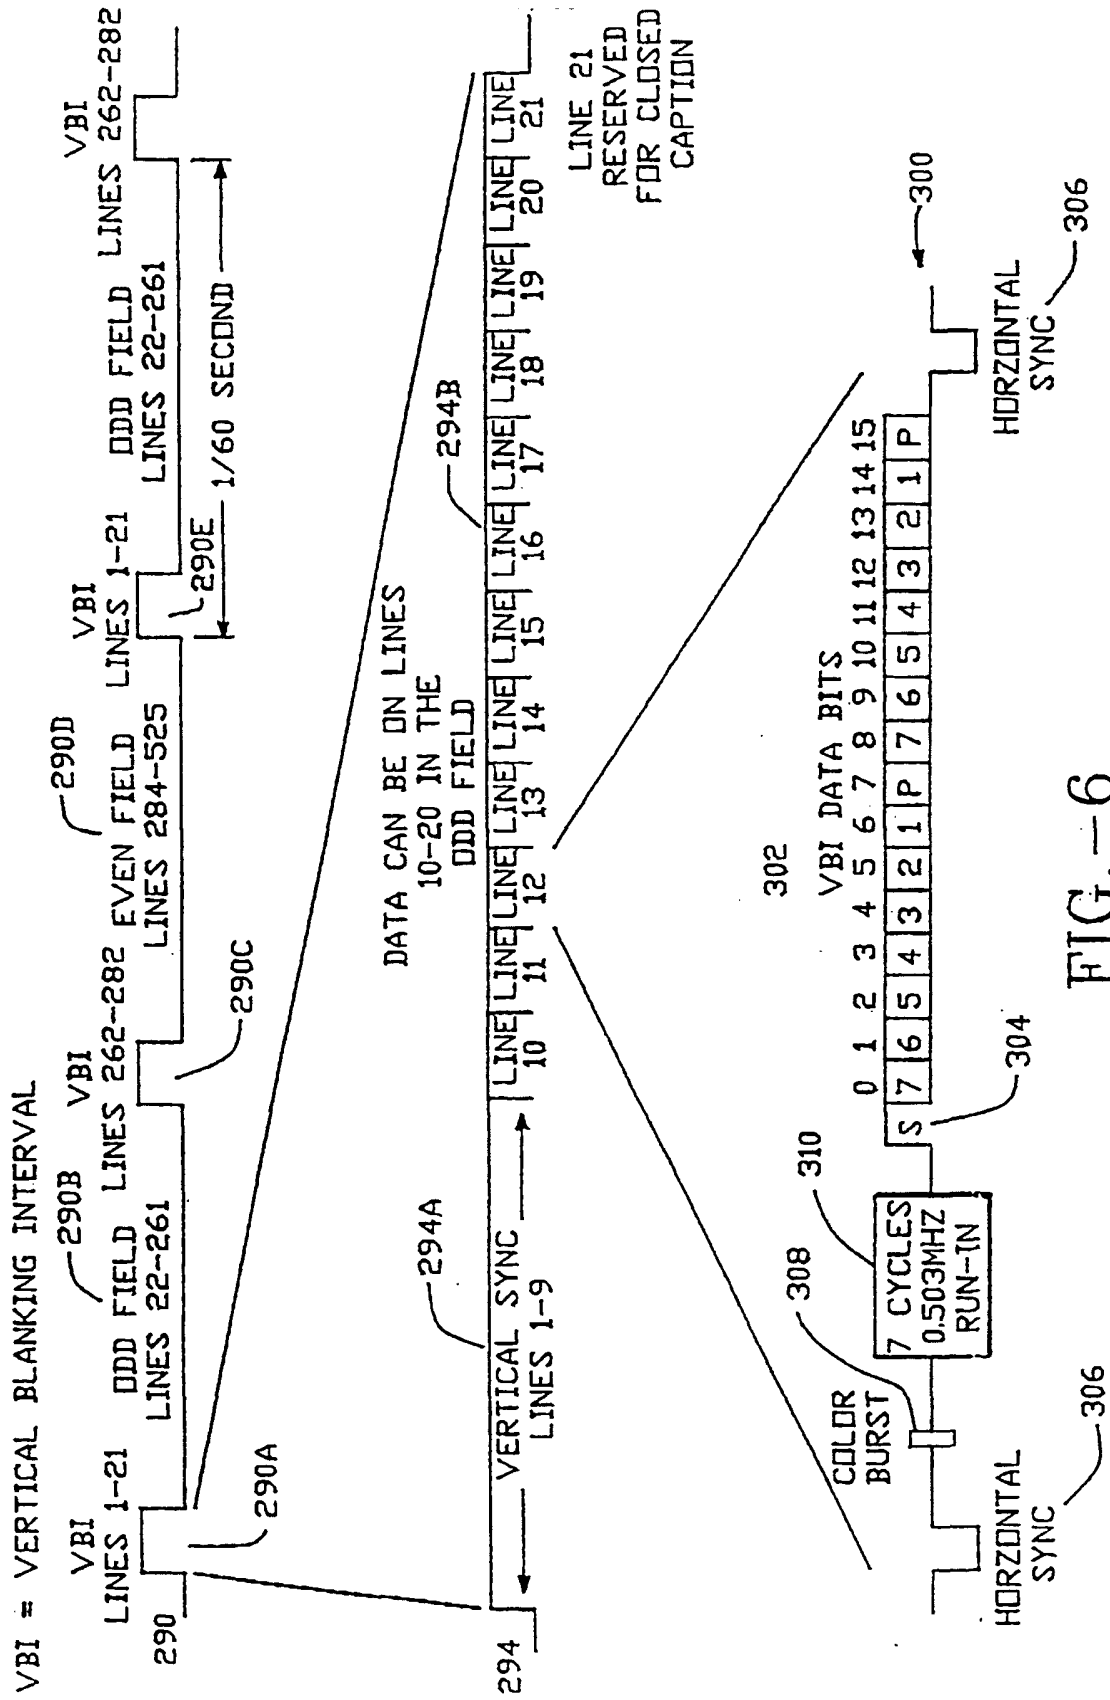 VBI = VERTICAL BLANKING INTERVAL
290
VBI
LINES 1-21
290A
290B
ODD FIELD
LINES 22-261
VBI
LINES 262-282
290C
290D
EVEN FIELD
LINES 284-525
VBI
LINES 1-21
290E
ODD FIELD
LINES 22-261
1/60 SECOND
VBI
LINES 262-282
294
294A
VERTICAL SYNC
LINES 1-9
DATA CAN BE ON LINES
10-20 IN THE
ODD FIELD
294B
LINE LINE LINE LINE LINE LINE LINE LINE LINE LINE LINE LINE
10 11 12 13 14 15 16 17 18 19 20 21
LINE 21
RESERVED
FOR CLOSED
CAPTION
300
302
VBI DATA BITS
0 1 2 3 4 5 6 7 8 9 10 11 12 13 14 15
S 7 6 5 4 3 2 1 P 7 6 5 4 3 2 1 P
304
COLOR
BURST
308
310
7 CYCLES
0.503MHZ
RUN-IN
HORZONTAL
SYNC
306
HORZONTAL
SYNC
306
FIG.-6